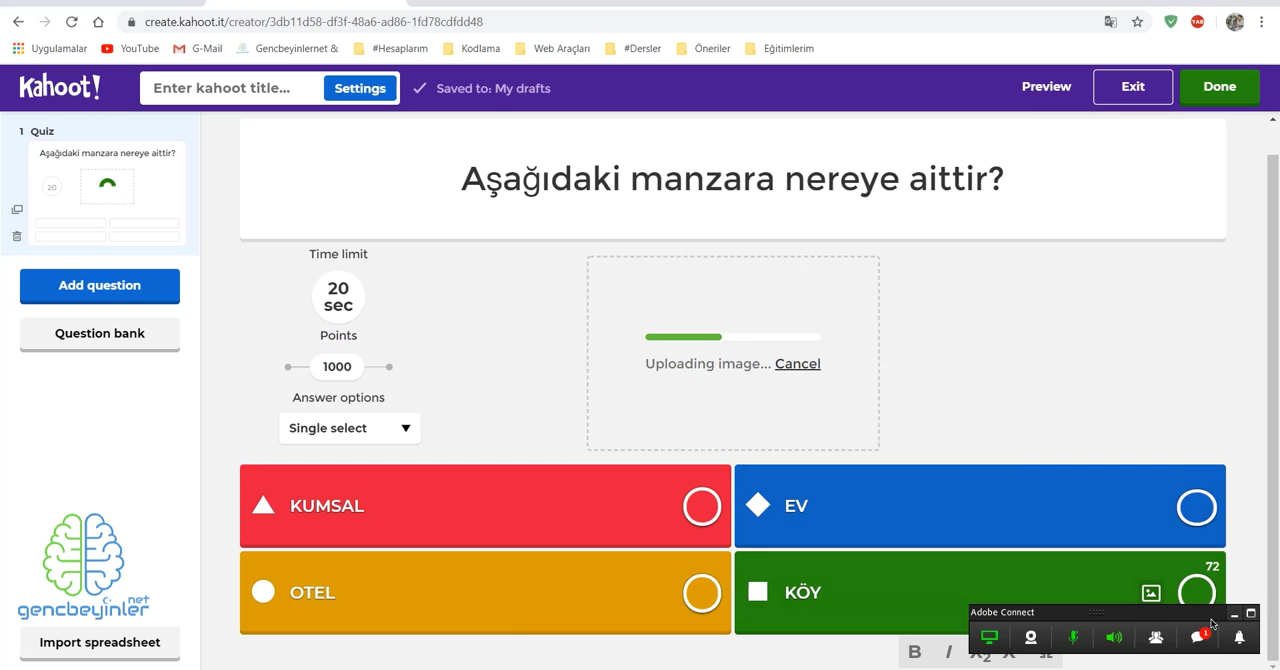 create.kahoot.it/creator/3db11d58-df3f-48a6-ad86-1fd78cdfdd48
Uygulamalar YouTube G-Mail Gencbeyinlernet & #Hesaplarım Kodlama Web Araçları #Dersler Öneriler Eğitimlerim
Kahoot! Enter kahoot title... Settings Saved to: My drafts Preview Exit Done
1 Quiz
Aşağıdaki manzara nereye aittir?
20
Add question
Question bank
Import spreadsheet
gencbeyinler.net
Aşağıdaki manzara nereye aittir?
Time limit
20
sec
Points
1000
Answer options
Single select
Uploading image... Cancel
KUMSAL
EV
OTEL
KÖY
72
Adobe Connect
1
B I X2